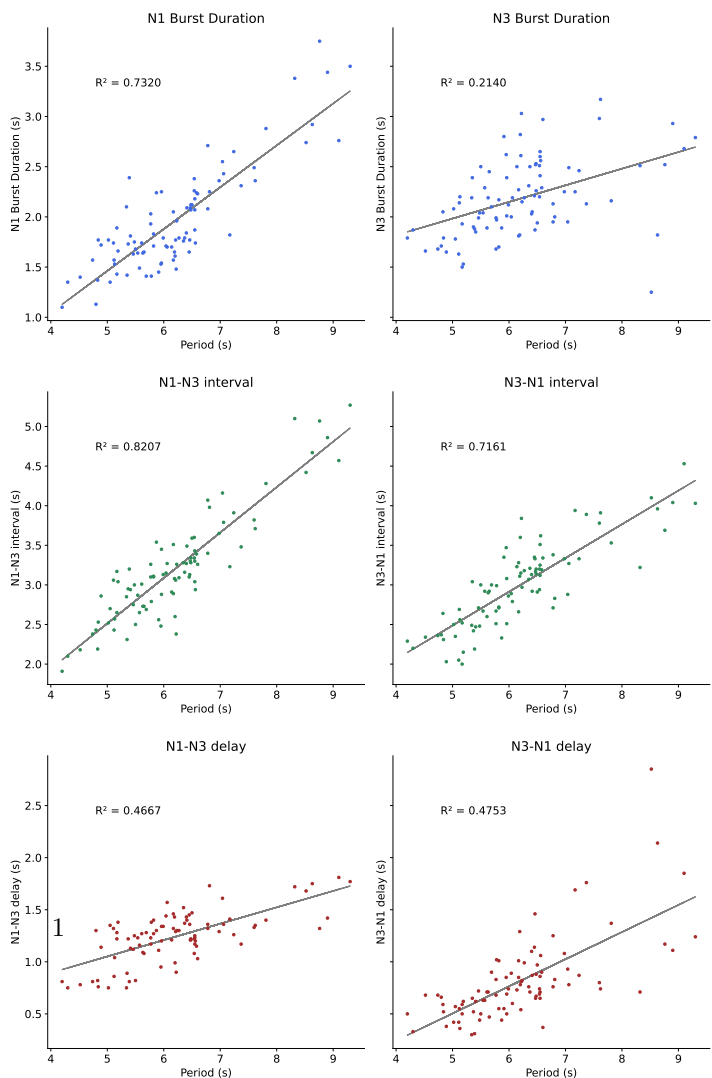 N1 Burst Duration
N3 Burst Duration
R² = 0.7320
R² = 0.2140
N1 Burst Duration (s)
N3 Burst Duration (s)
3.5
3.0
2.5
2.0
1.5
1.0
4 5 6 7 8 9
4 5 6 7 8 9
Period (s)
Period (s)
N1-N3 interval
N3-N1 interval
R² = 0.8207
R² = 0.7161
N1-N3 interval (s)
N3-N1 interval (s)
5.0
4.5
4.0
3.5
3.0
2.5
2.0
4 5 6 7 8 9
4 5 6 7 8 9
Period (s)
Period (s)
N1-N3 delay
N3-N1 delay
R² = 0.4667
R² = 0.4753
N1-N3 delay (s)
N3-N1 delay (s)
2.5
2.0
1.5
1
1.0
0.5
4 5 6 7 8 9
4 5 6 7 8 9
Period (s)
Period (s)